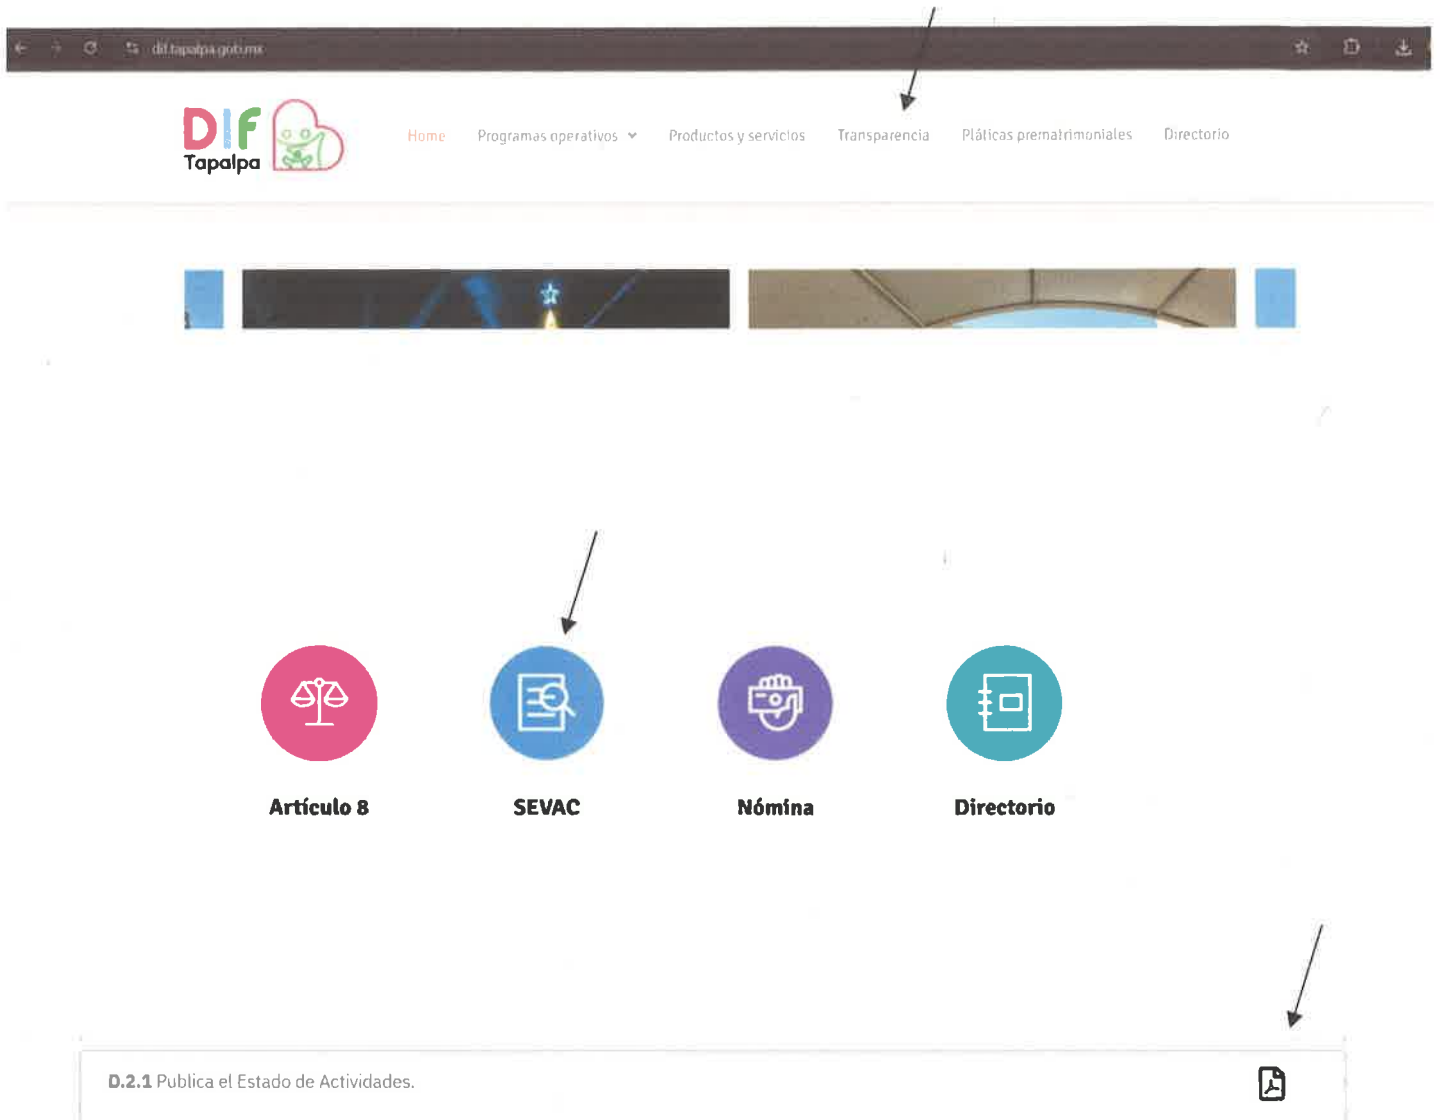 dif.tapalpa.gob.mx
DIF
Tapalpa
Home Programas operativos Productos y servicios Transparencia Pláticas prematrimoniales Directorio
Artículo 8 SEVAC Nómina Directorio
D.2.1 Publica el Estado de Actividades.